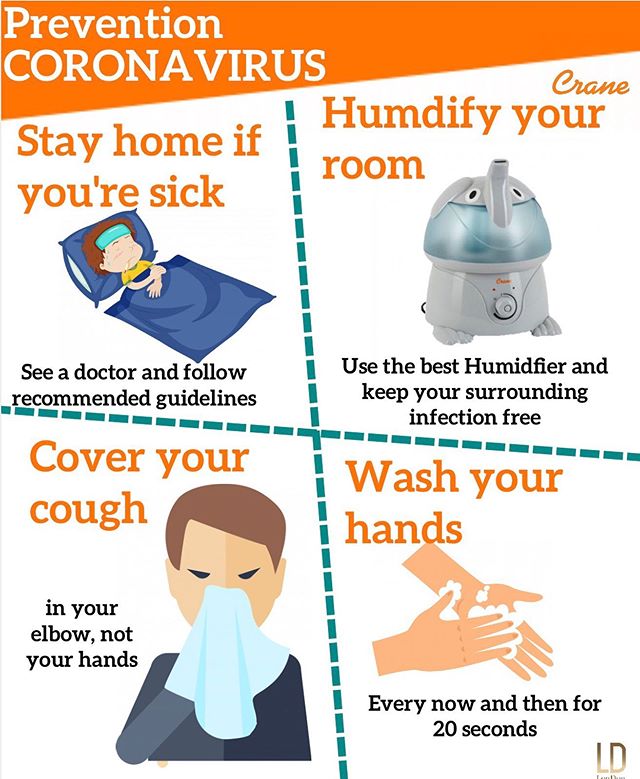 Prevention
CORONAVIRUS
Crane
Stay home if
you're sick
See a doctor and follow
recommended guidelines
Humdify your
room
Crane
Use the best Humidfier and
keep your surrounding
infection free
Cover your
cough
in your
elbow, not
your hands
Wash your
hands
Every now and then for
20 seconds
LD